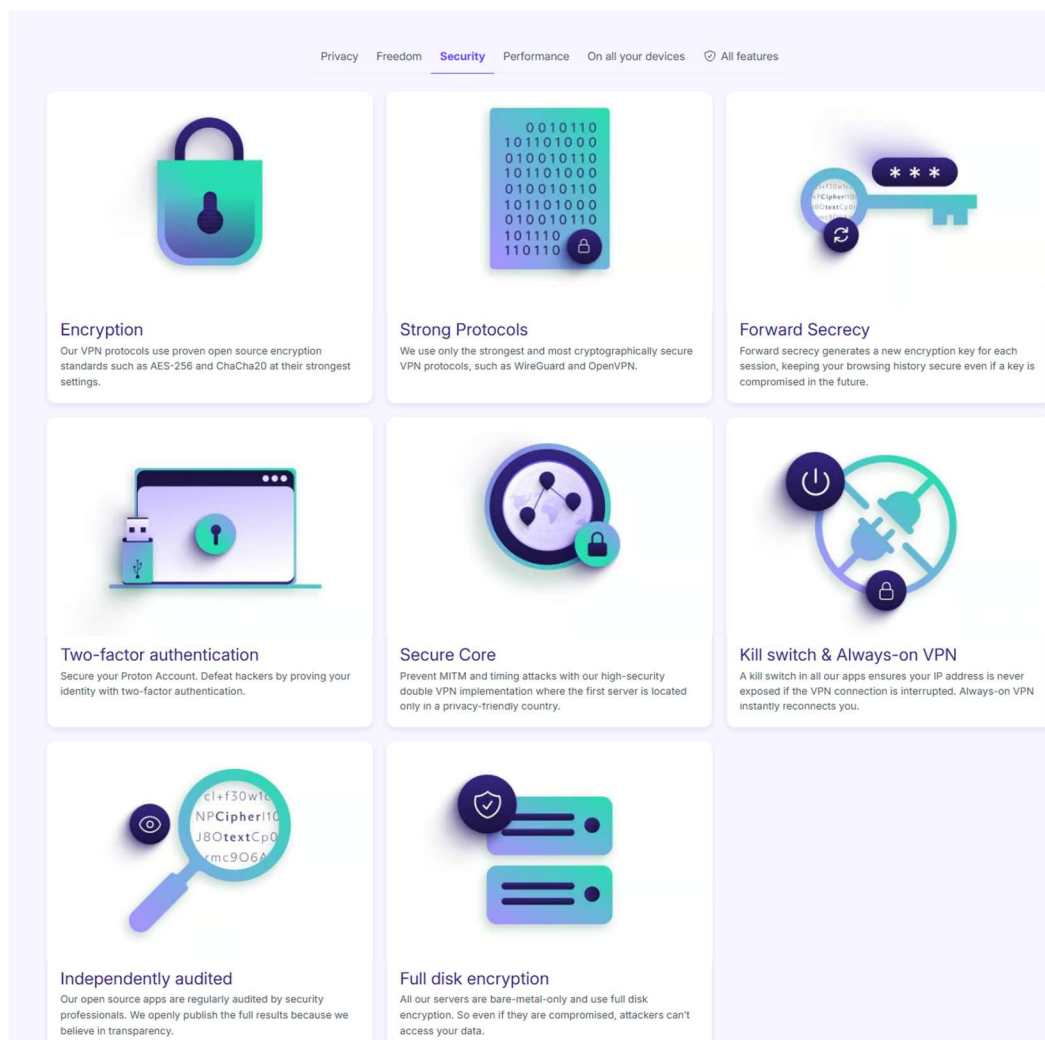 Privacy Freedom Security Performance On all your devices All features
0010110
101101000
010010110
101101000
010010110
101101000
010010110
101110
110110
***
Cipher
text
Encryption
Our VPN protocols use proven open source encryption
standards such as AES-256 and ChaCha20 at their strongest
settings.
Strong Protocols
We use only the strongest and most cryptographically secure
VPN protocols, such as WireGuard and OpenVPN.
Forward Secrecy
Forward secrecy generates a new encryption key for each
session, keeping your browsing history secure even if a key is
compromised in the future.
Two-factor authentication
Secure your Proton Account. Defeat hackers by proving your
identity with two-factor authentication.
Secure Core
Prevent MITM and timing attacks with our high-security
double VPN implementation where the first server is located
only in a privacy-friendly country.
Kill switch & Always-on VPN
A kill switch in all our apps ensures your IP address is never
exposed if the VPN connection is interrupted. Always-on VPN
instantly reconnects you.
cl+f30w1c
NPCipherl10
J8OtextCp0
rmc9O6A
Independently audited
Our open source apps are regularly audited by security
professionals. We openly publish the full results because we
believe in transparency.
Full disk encryption
All our servers are bare-metal-only and use full disk
encryption. So even if they are compromised, attackers can't
access your data.